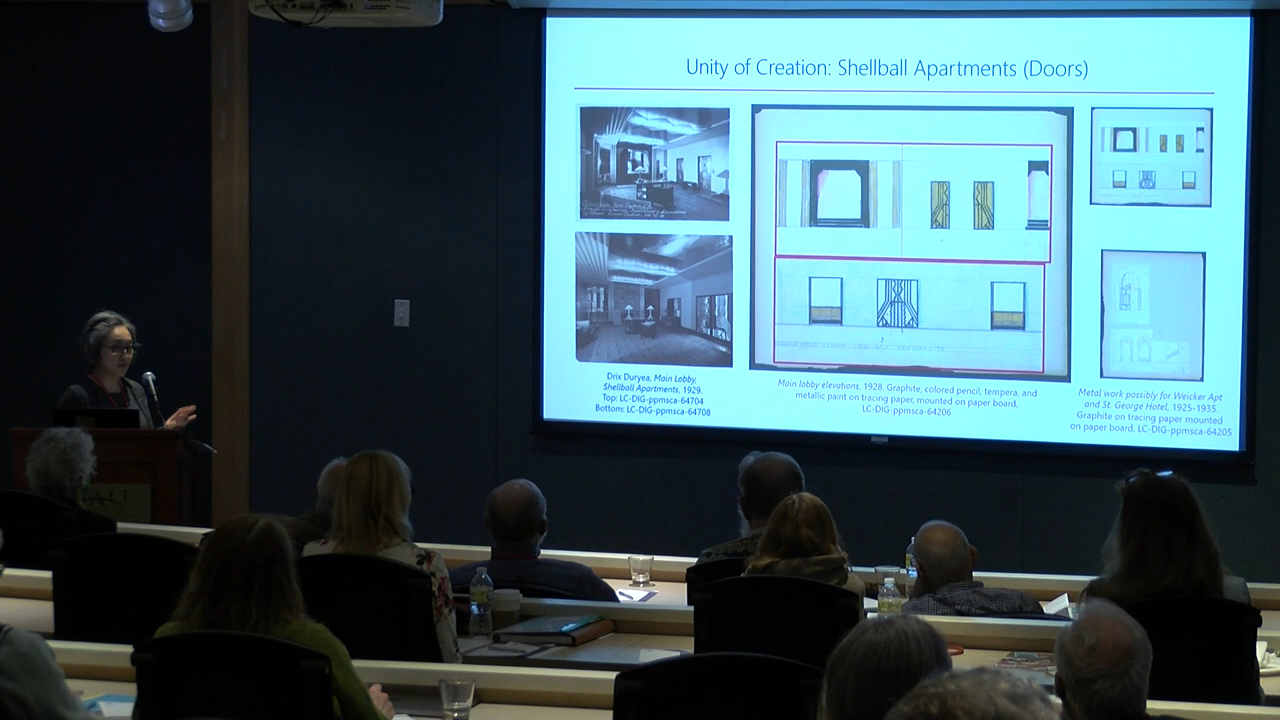 Unity of Creation: Shellball Apartments (Doors)
Drix Duryea, Main Lobby,
Shellball Apartments, 1929.
Top: LC-DIG-ppmsca-64704
Bottom: LC-DIG-ppmsca-64708
Main lobby elevations, 1928. Graphite, colored pencil, tempera, and
metallic paint on tracing paper, mounted on paper board,
LC-DIG-ppmsca-64206
Metal work possibly for Weicker Apt
and St. George Hotel, 1925-1935.
Graphite on tracing paper mounted
on paper board, LC-DIG-ppmsca-64205